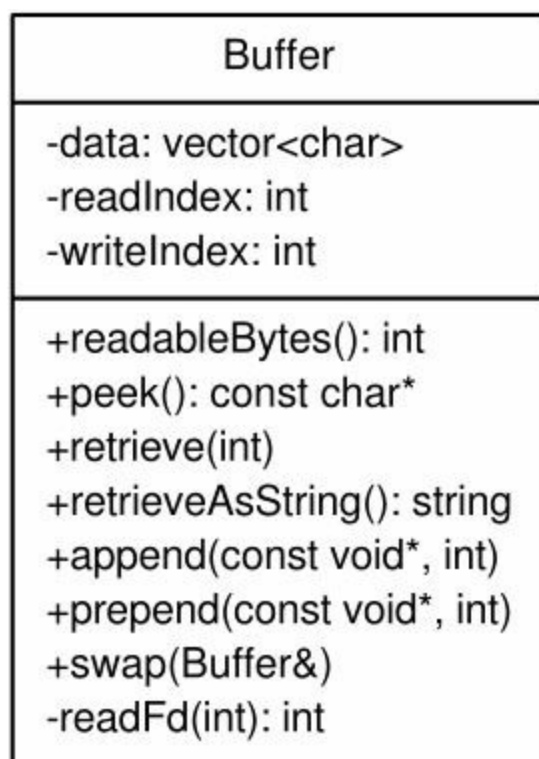 Buffer
-data: vector<char>
-readIndex: int
-writeIndex: int
+readableBytes(): int
+peek(): const char*
+retrieve(int)
+retrieveAsString(): string
+append(const void*, int)
+prepend(const void*, int)
+swap(Buffer&)
-readFd(int): int